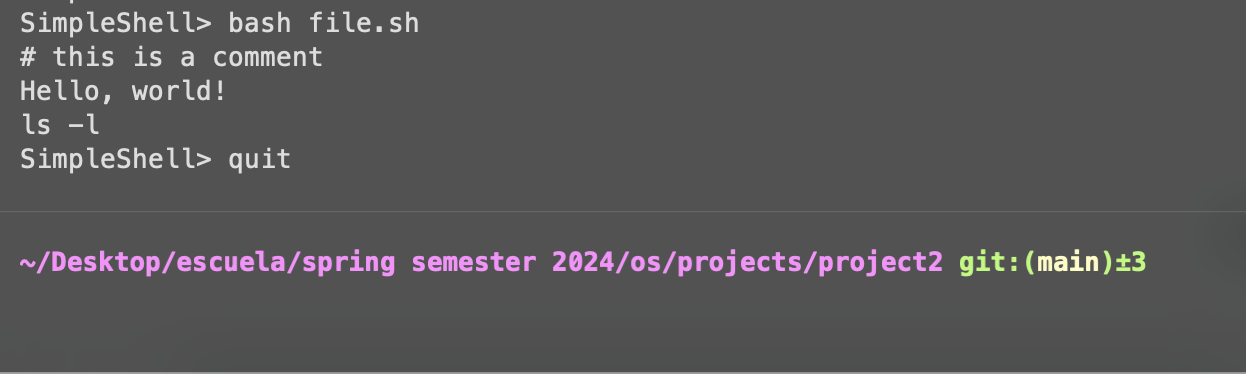 SimpleShell> bash file.sh
# this is a comment
Hello, world!
ls -l
SimpleShell> quit
~/Desktop/escuela/spring semester 2024/os/projects/project2 git:(main)±3